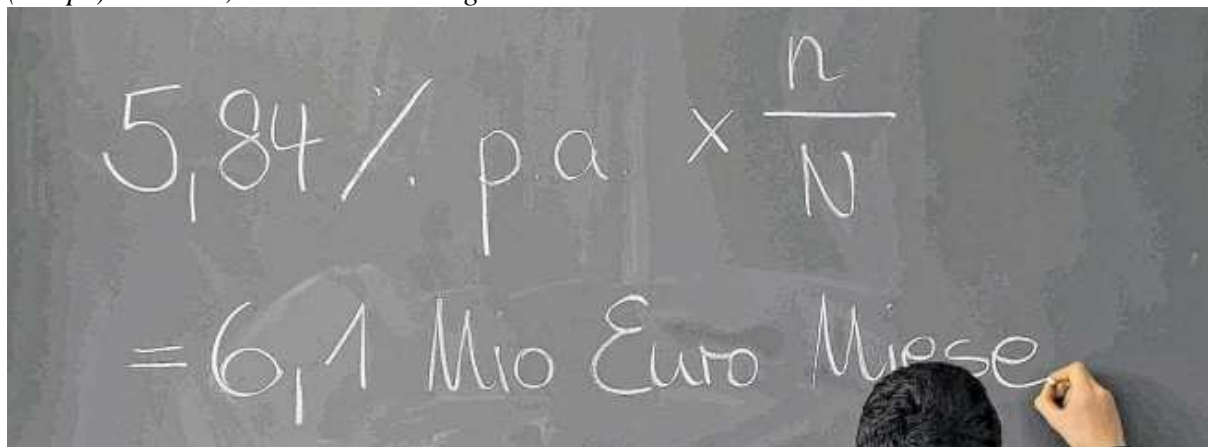 5,84 % p.a. × n/N
= 6,1 Mio Euro Miese